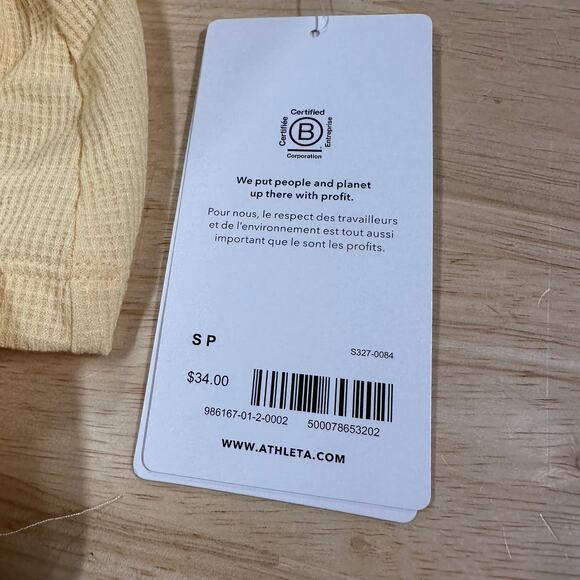 Certified
Certifiée
B
Entreprise
Corporation
We put people and planet
up there with profit.
Pour nous, le respect des travailleurs
et de l'environnement est tout aussi
important que le sont les profits.
S P
S327-0084
$34.00
986167-01-2-0002 500078653202
WWW.ATHLETA.COM